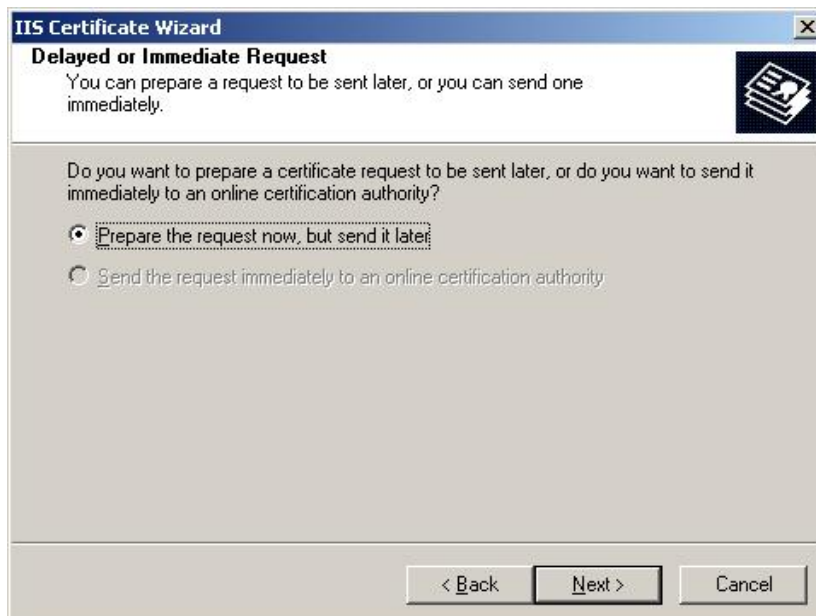 IIS Certificate Wizard
Delayed or Immediate Request
You can prepare a request to be sent later, or you can send one
immediately.
Do you want to prepare a certificate request to be sent later, or do you want to send it
immediately to an online certification authority?
Prepare the request now, but send it later
Send the request immediately to an online certification authority
< Back
Next >
Cancel